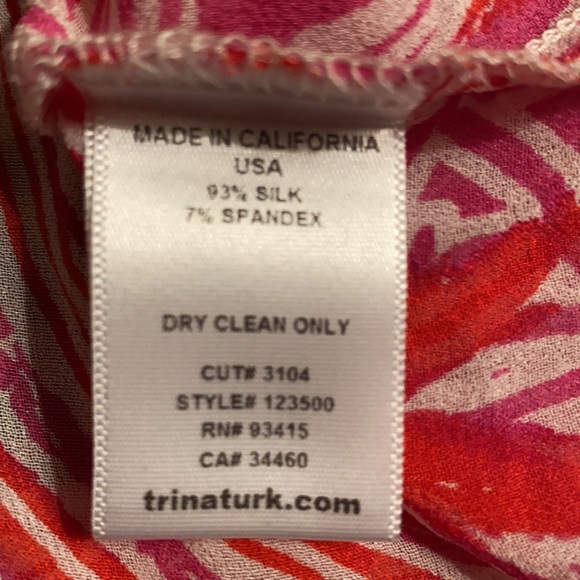 MADE IN CALIFORNIA
USA
93% SILK
7% SPANDEX
DRY CLEAN ONLY
CUT# 3104
STYLE# 123500
RN# 93415
CA# 34460
trinaturk.com